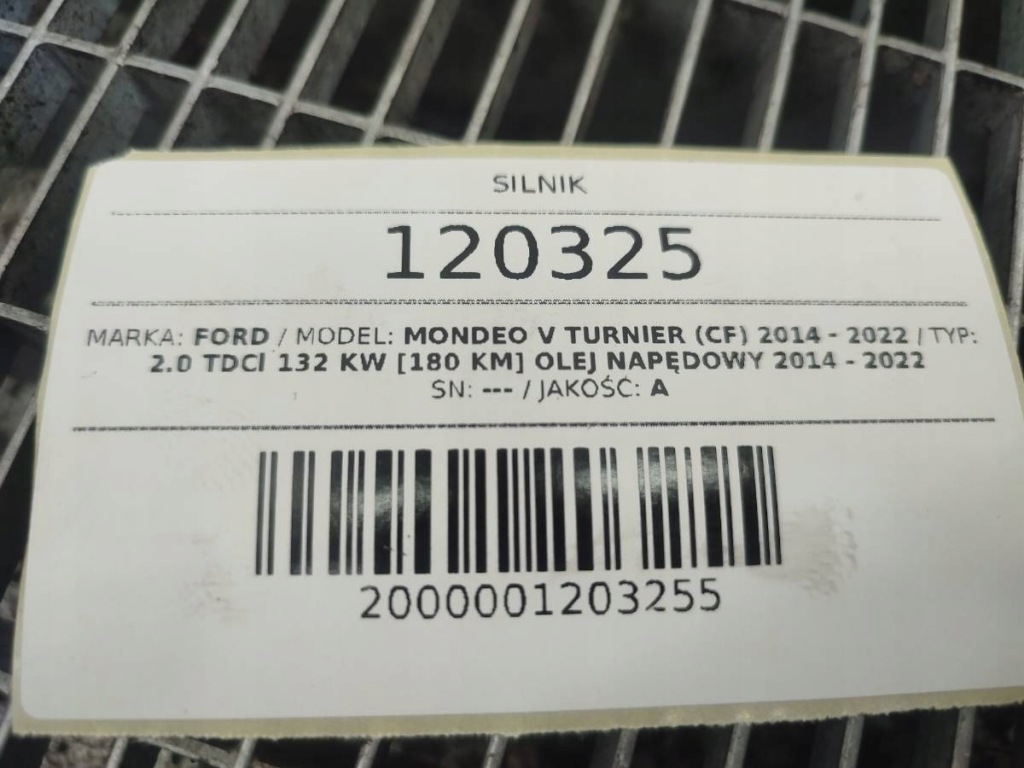 SILNIK
120325
MARKA: FORD / MODEL: MONDEO V TURNIER (CF) 2014 - 2022 / TYP:
2.0 TDCI 132 KW [180 KM] OLEJ NAPĘDOWY 2014 - 2022
SN: --- / JAKOŚĆ: A
2000001203255